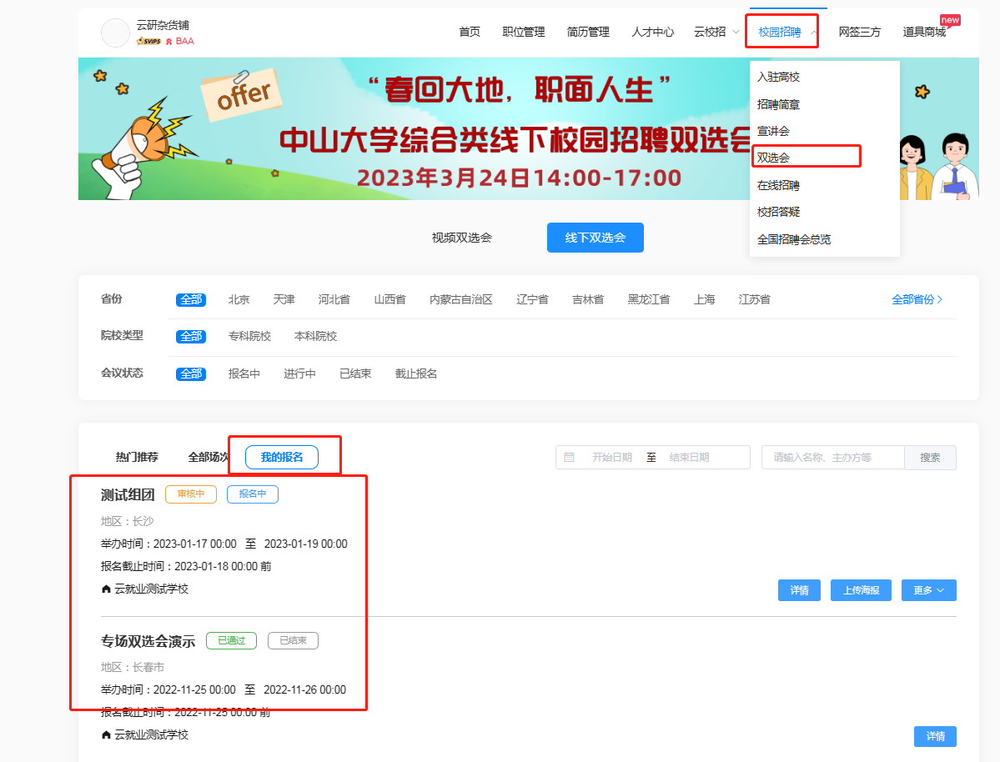 云研杂货铺
SVIP5 BAA
首页 职位管理 简历管理 人才中心 云校招 校园招聘 网签三方 道具商城 new
offer
“春回大地，职面人生”
中山大学综合类线下校园招聘双选会
2023年3月24日14:00-17:00
入驻高校
招聘简章
宣讲会
双选会
在线招聘
校招答疑
全国招聘会总览
视频双选会 线下双选会
省份 全部 北京 天津 河北省 山西省 内蒙古自治区 辽宁省 吉林省 黑龙江省 上海 江苏省 全部省份
院校类型 全部 专科院校 本科院校
会议状态 全部 报名中 进行中 已结束 截止报名
热门推荐 全部场次 我的报名 开始日期 至 结束日期 请输入名称、主办方等 搜索
测试组团 审核中 报名中
地区：长沙
举办时间：2023-01-17 00:00 至 2023-01-19 00:00
报名截止时间：2023-01-18 00:00 前
云就业测试学校
详情 上传海报 更多
专场双选会演示 已通过 已结束
地区：长春市
举办时间：2022-11-25 00:00 至 2022-11-26 00:00
报名截止时间：2022-11-25 00:00 前
云就业测试学校
详情